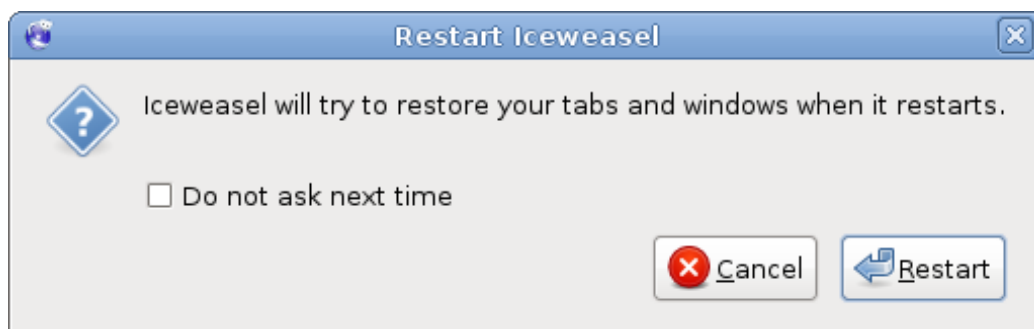 Restart Iceweasel
Iceweasel will try to restore your tabs and windows when it restarts.
Do not ask next time
Cancel
Restart